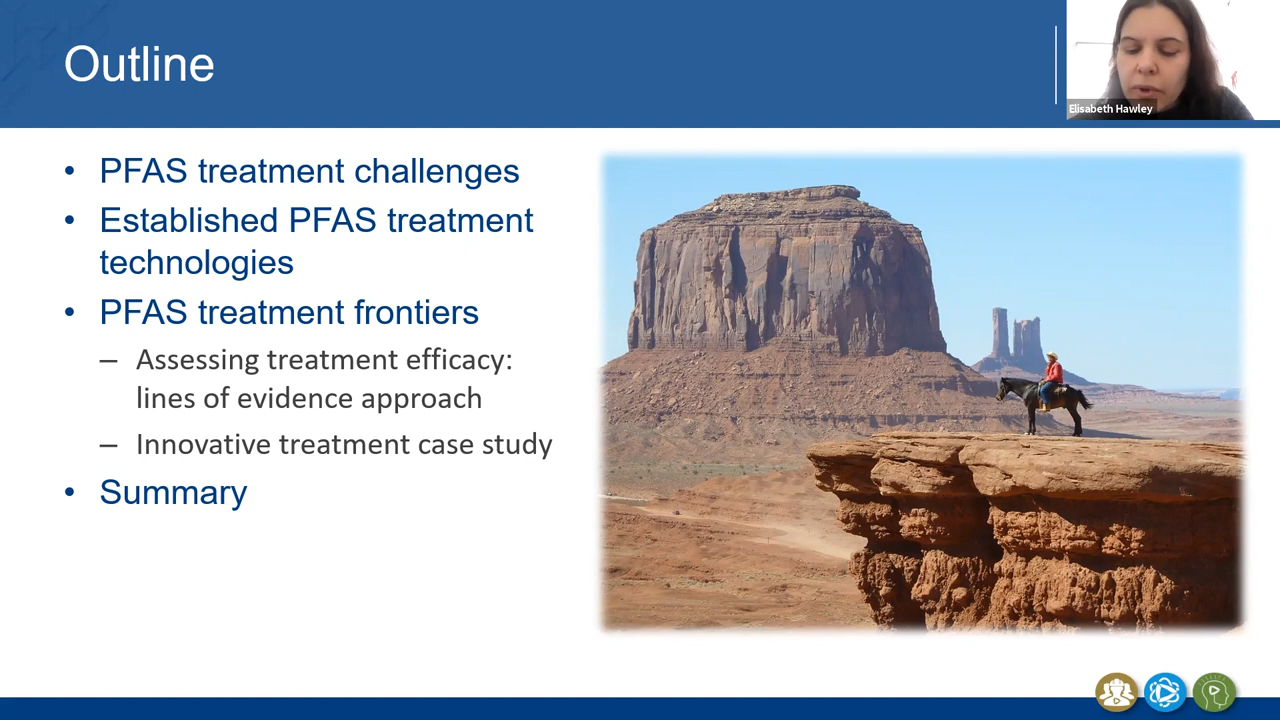 Outline
Elisabeth Hawley
• PFAS treatment challenges
• Established PFAS treatment
technologies
• PFAS treatment frontiers
– Assessing treatment efficacy:
lines of evidence approach
– Innovative treatment case study
• Summary